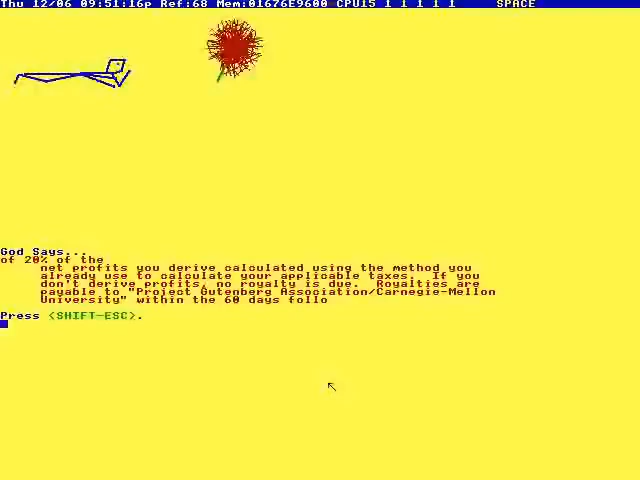 Thu 12/06 09:51:16p Ref:68 Mem:01676E9600 CPU15 1 1 1 1 1 SPACE
God Says...
of 20% of the
net profits you derive calculated using the method you
already use to calculate your applicable taxes. If you
don't derive profits, no royalty is due. Royalties are
payable to "Project Gutenberg Association/Carnegie-Mellon
University" within the 60 days follo
Press <SHIFT-ESC>.